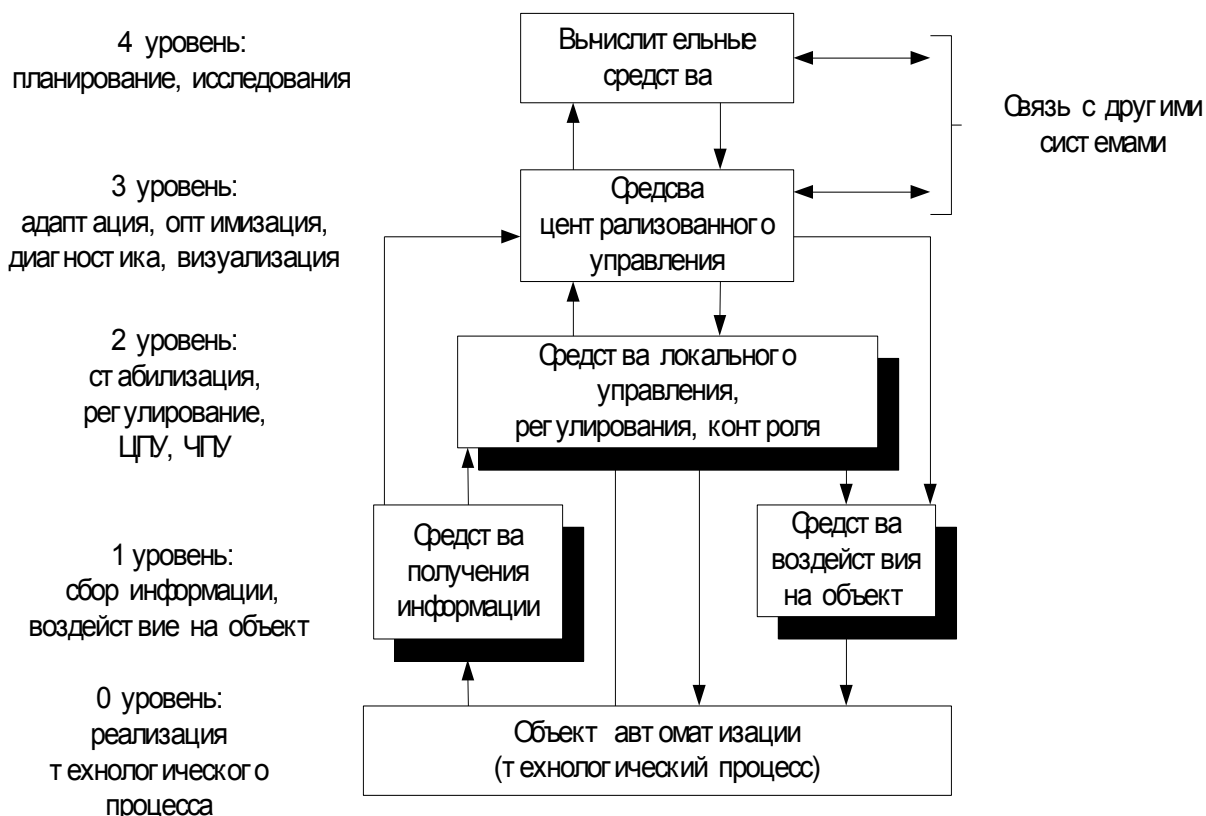 4 уровень:
планирование, исследования
Вычислительные
средства
Связь с другими
системами
3 уровень:
адаптация, оптимизация,
диагностика, визуализация
Средсва
централизованного
управления
2 уровень:
стабилизация,
регулирование,
ЦПУ, ЧПУ
Средства локального
управления,
регулирования, контроля
1 уровень:
сбор информации,
воздействие на объект
Средства
получения
информации
Средства
воздействия
на объект
0 уровень:
реализация
технологического
процесса
Объект автоматизации
(технологический процесс)